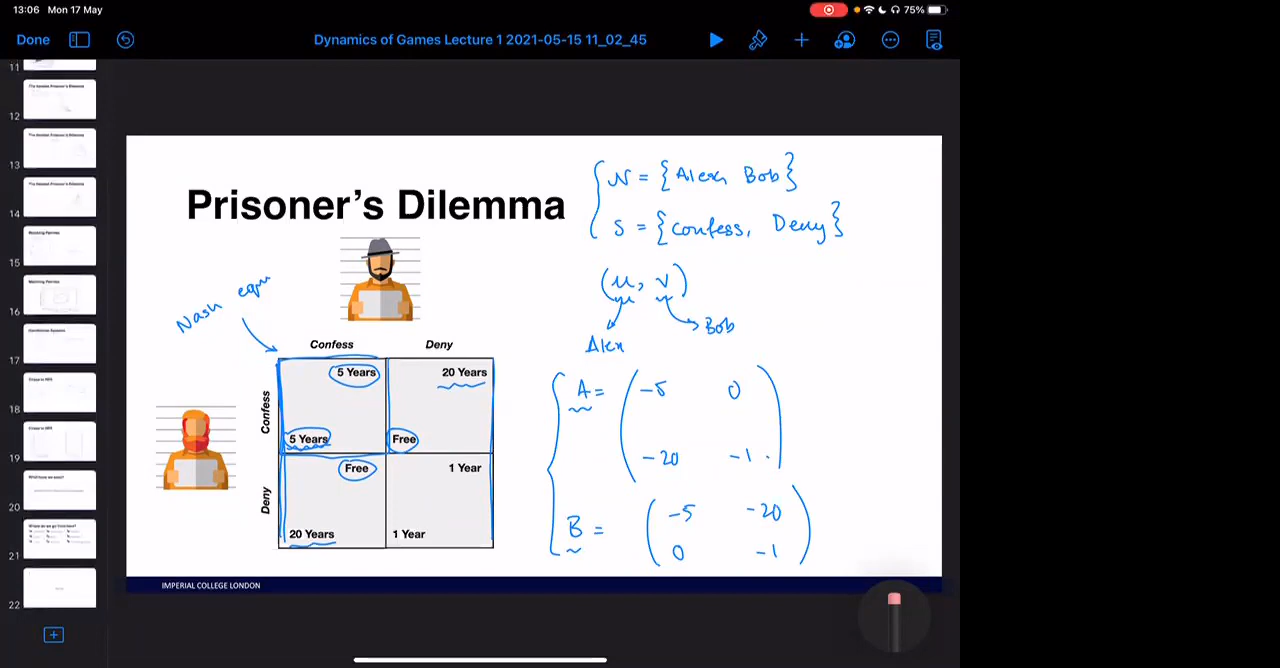 13:06 Mon 17 May
75%
Done
Dynamics of Games Lecture 1 2021-05-15 11_02_45
11
12
13
14
15
16
17
18
19
20
21
22
Prisoner's Dilemma
N = {Alex, Bob}
S = {Confess, Deny}
(u, v)
Alex
Bob
Nash eqm
Confess Deny
Confess
5 Years 20 Years
5 Years Free
Deny
Free 1 Year
20 Years 1 Year
A = ( -5 0
-20 -1 )
B = ( -5 -20
0 -1 )
IMPERIAL COLLEGE LONDON